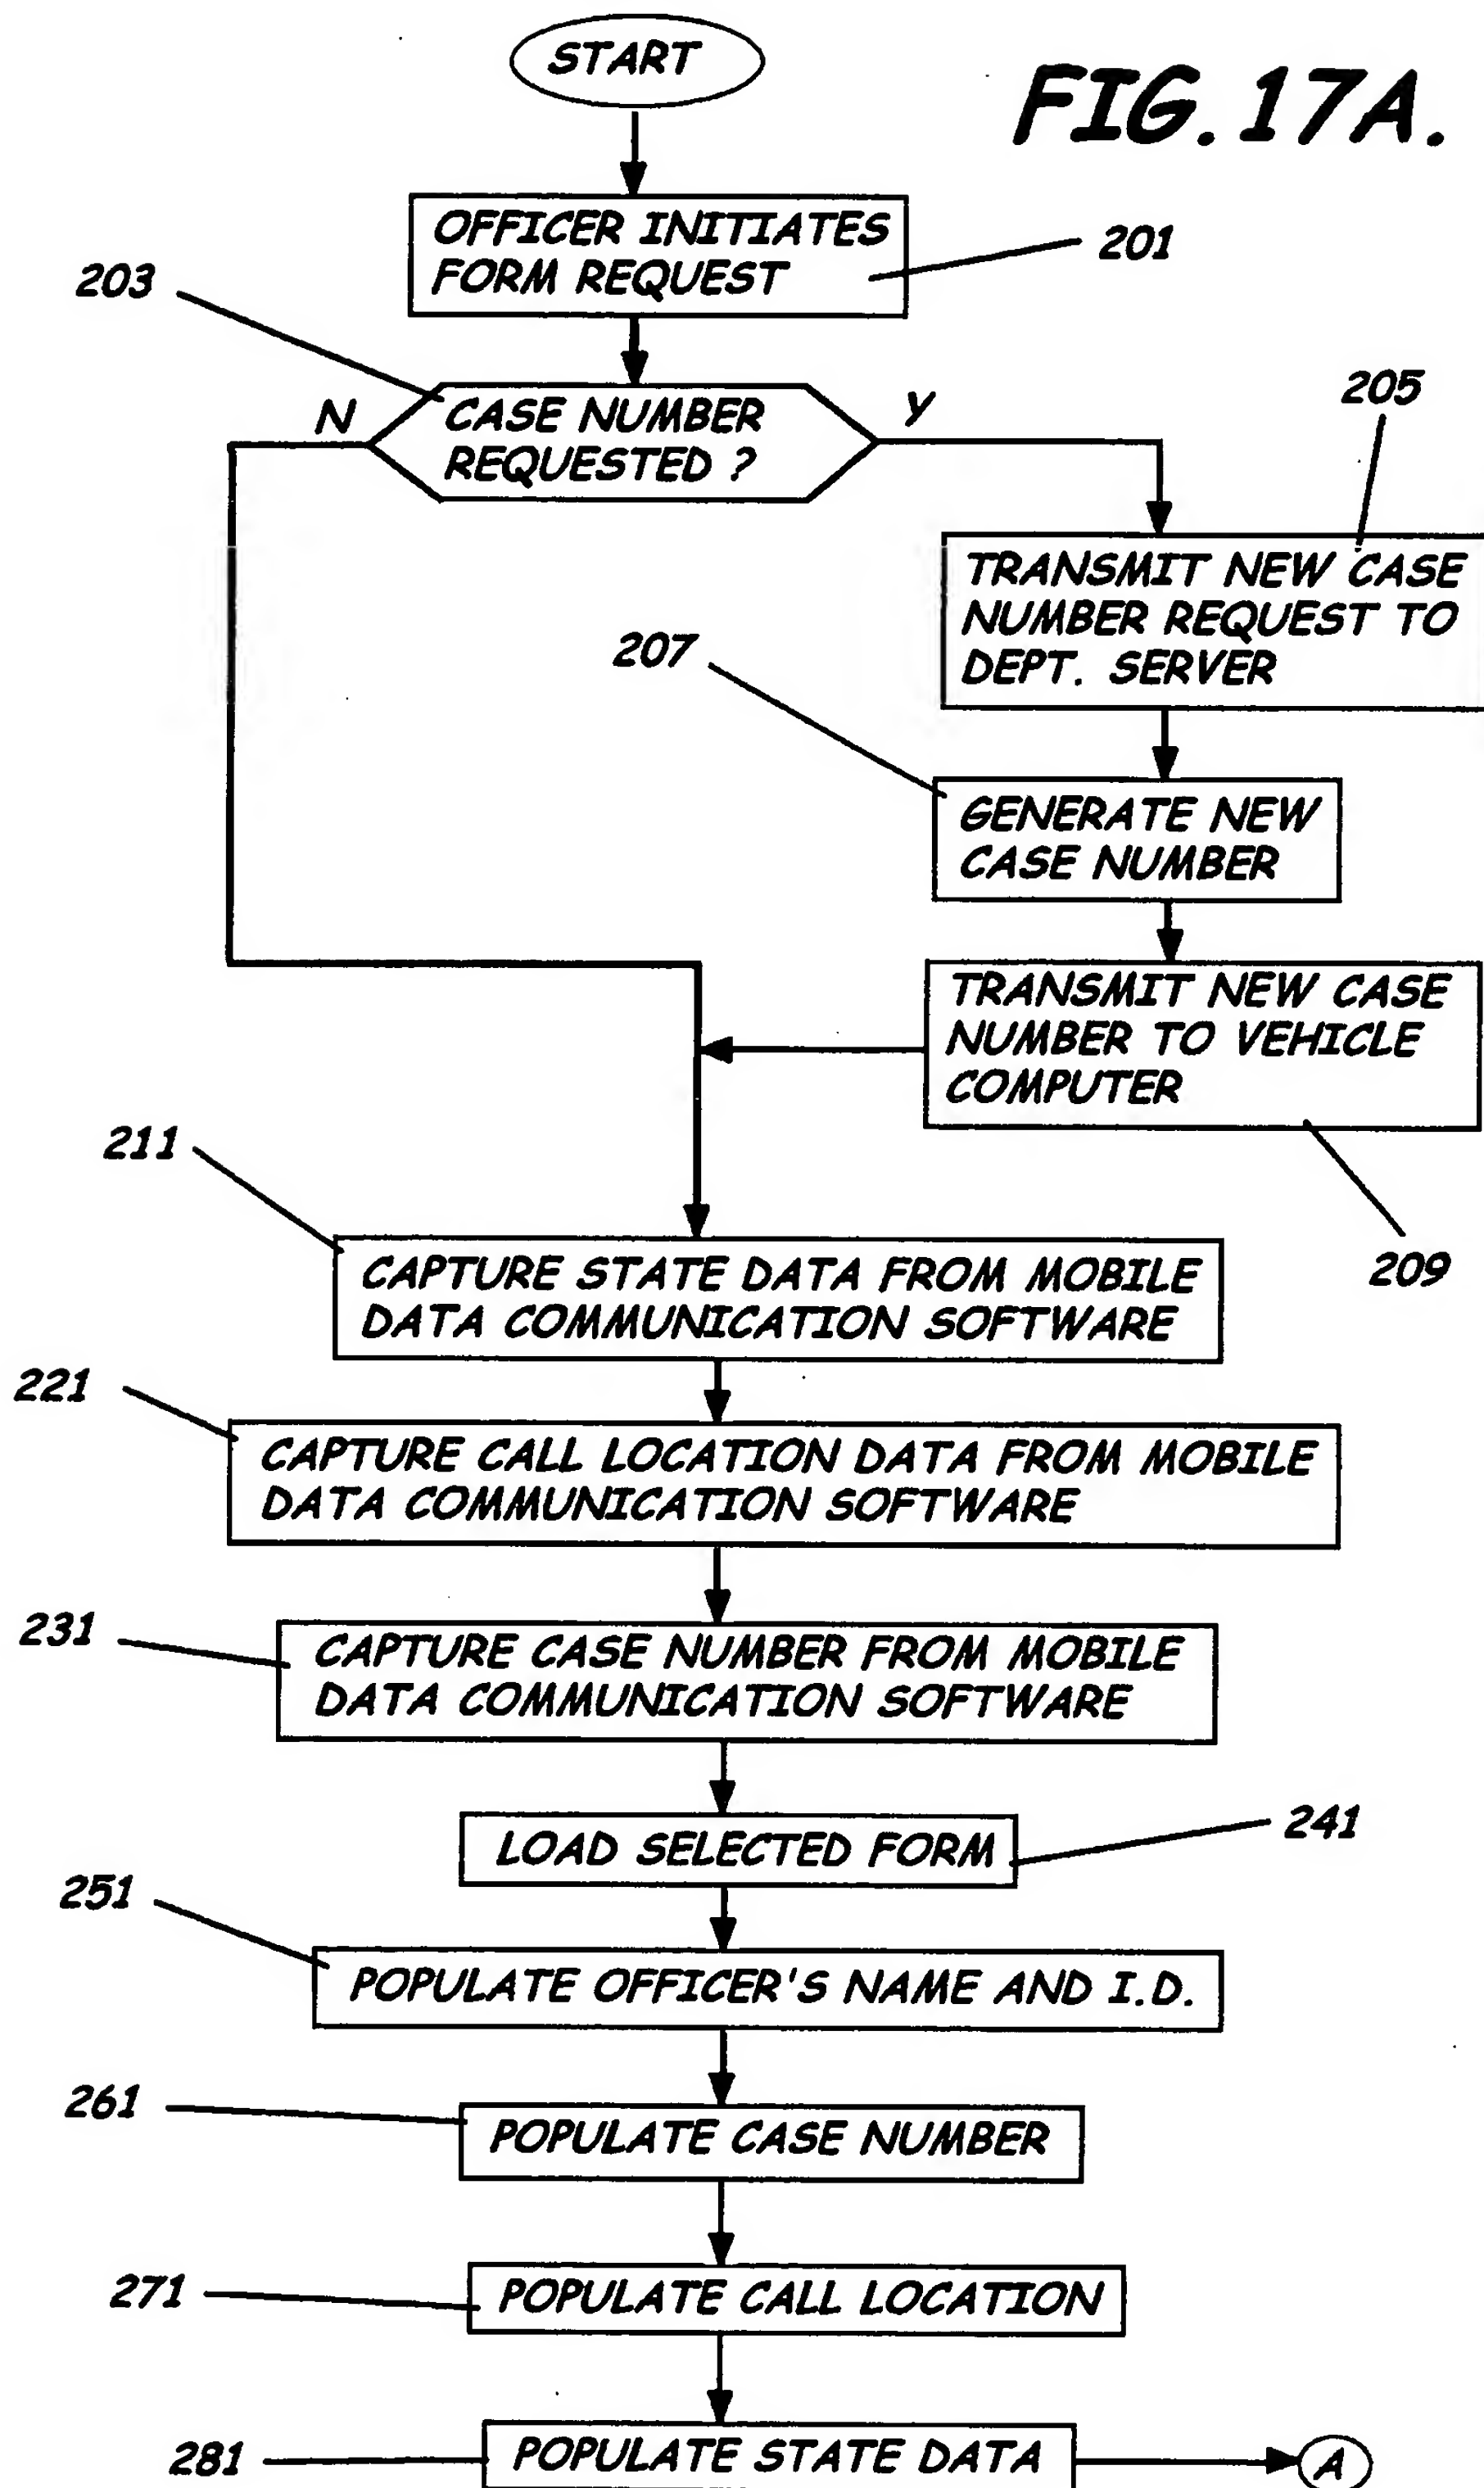 START
FIG. 17A.
OFFICER INITIATES
FORM REQUEST
201
203
N
CASE NUMBER
REQUESTED ?
Y
205
TRANSMIT NEW CASE
NUMBER REQUEST TO
DEPT. SERVER
207
GENERATE NEW
CASE NUMBER
TRANSMIT NEW CASE
NUMBER TO VEHICLE
COMPUTER
209
211
CAPTURE STATE DATA FROM MOBILE
DATA COMMUNICATION SOFTWARE
221
CAPTURE CALL LOCATION DATA FROM MOBILE
DATA COMMUNICATION SOFTWARE
231
CAPTURE CASE NUMBER FROM MOBILE
DATA COMMUNICATION SOFTWARE
LOAD SELECTED FORM
241
251
POPULATE OFFICER'S NAME AND I.D.
261
POPULATE CASE NUMBER
271
POPULATE CALL LOCATION
281
POPULATE STATE DATA
A